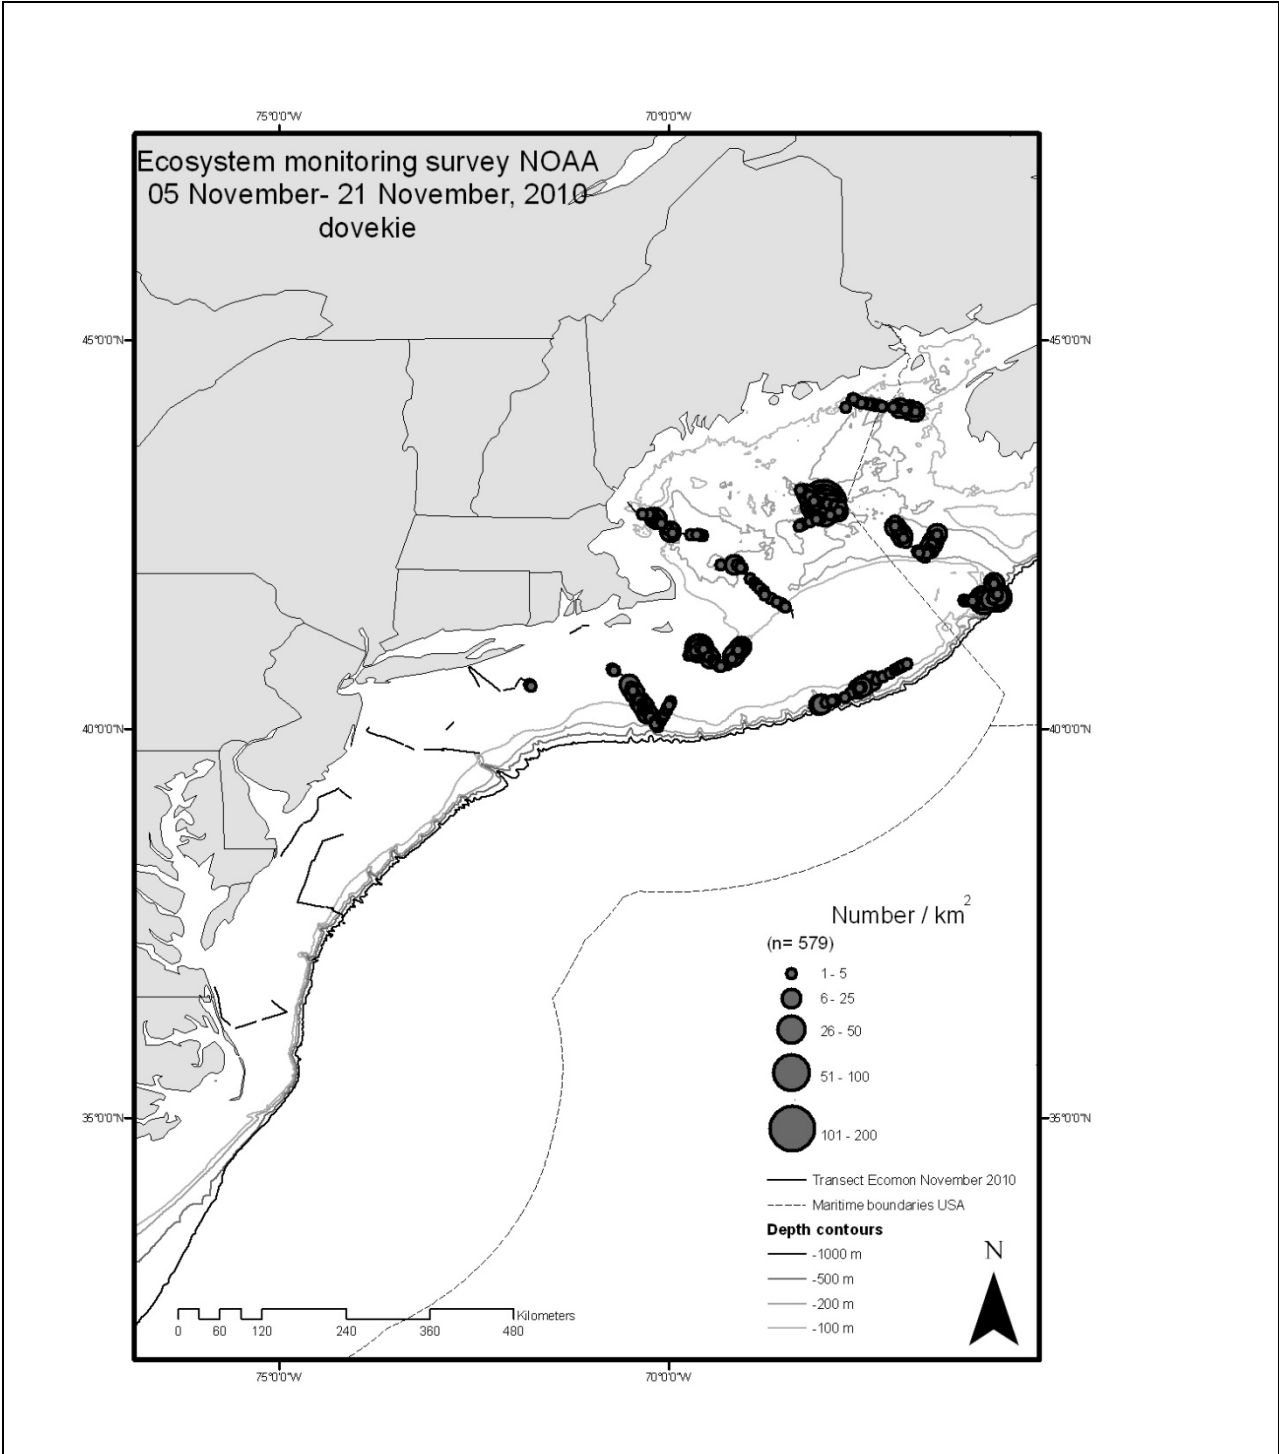 75°0'0"W 70°0'0"W
Ecosystem monitoring survey NOAA
05 November- 21 November, 2010
dovekie
45°0'0"N 45°0'0"N
40°0'0"N 40°0'0"N
Number / km²
(n= 579)
1 - 5
6 - 25
26 - 50
51 - 100
35°0'0"N 35°0'0"N
101 - 200
Transect Ecomon November 2010
Maritime boundaries USA
Depth contours
-1000 m
-500 m
-200 m
-100 m
N
Kilometers
0 60 120 240 360 480
75°0'0"W 70°0'0"W